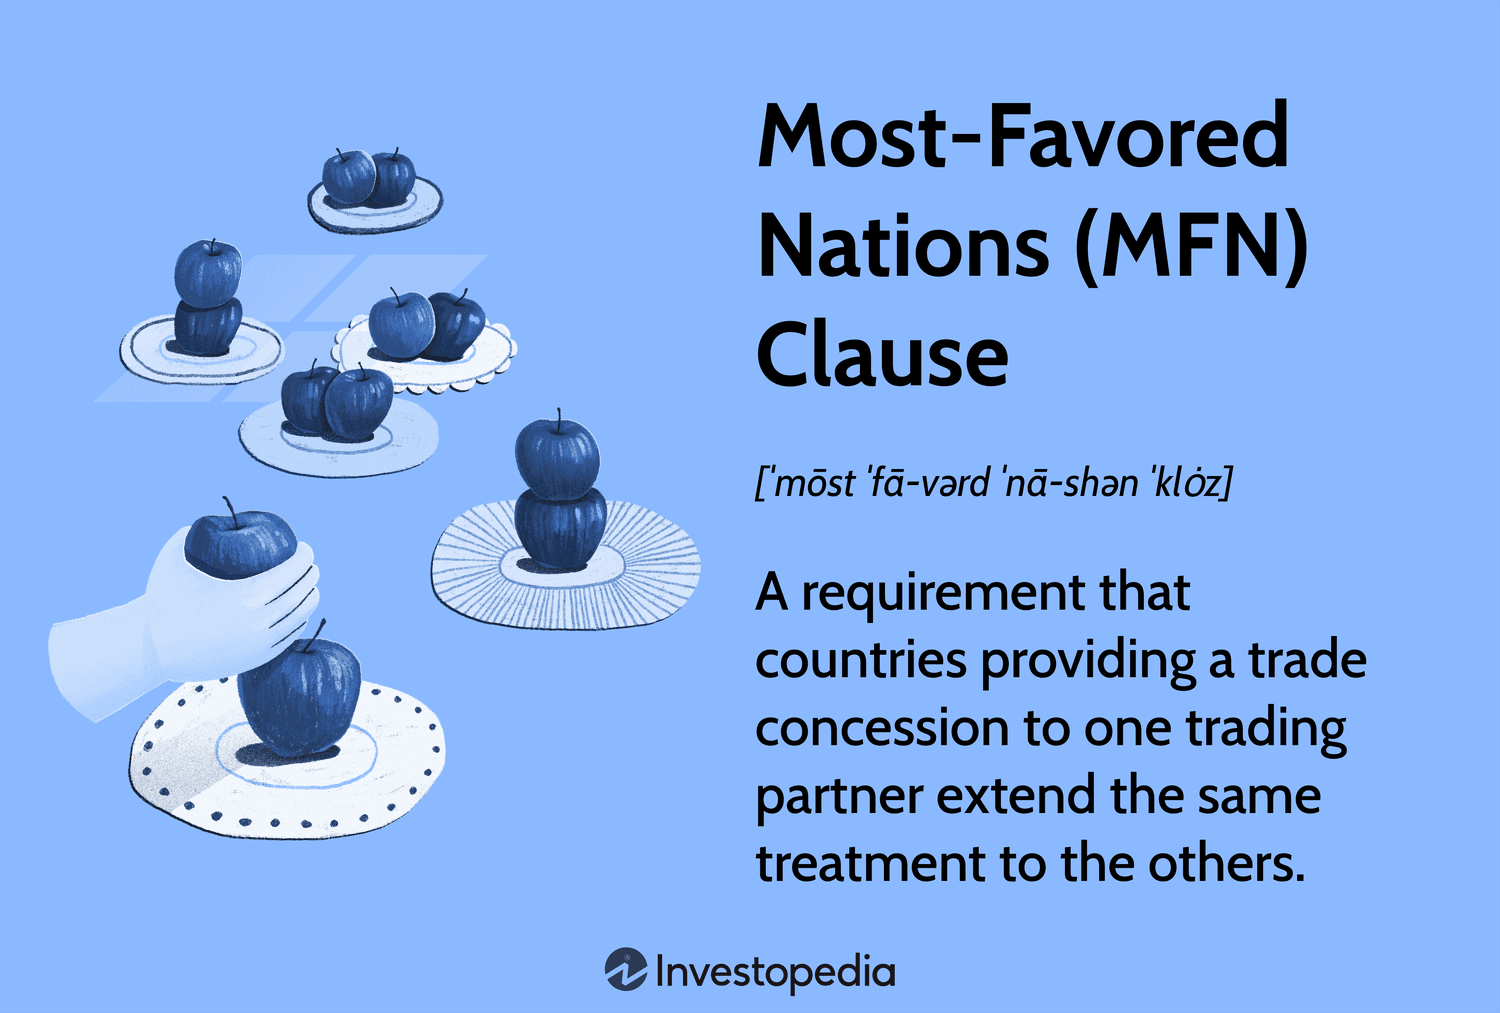 Most-Favored
Nations (MFN)
Clause
[ˈmōst ˈfā-vərd ˈnā-shən ˈklȯz]
A requirement that
countries providing a trade
concession to one trading
partner extend the same
treatment to the others.
Investopedia